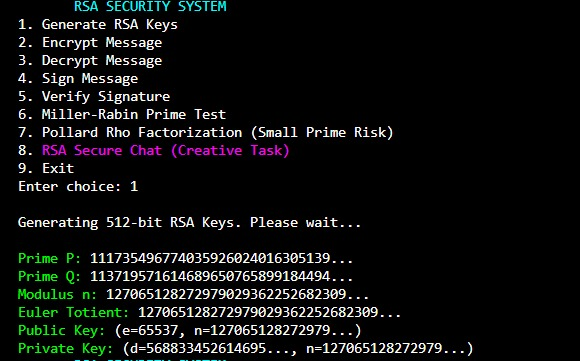 RSA SECURITY SYSTEM
1. Generate RSA Keys
2. Encrypt Message
3. Decrypt Message
4. Sign Message
5. Verify Signature
6. Miller-Rabin Prime Test
7. Pollard Rho Factorization (Small Prime Risk)
8. RSA Secure Chat (Creative Task)
9. Exit
Enter choice: 1
Generating 512-bit RSA Keys. Please wait...
Prime P: 111735496774035926024016305139...
Prime Q: 113719571614689650765899184494...
Modulus n: 127065128272979029362252682309...
Euler Totient: 127065128272979029362252682309...
Public Key: (e=65537, n=127065128272979...)
Private Key: (d=568833452614695..., n=127065128272979...)
RSA SECURITY SYSTEM